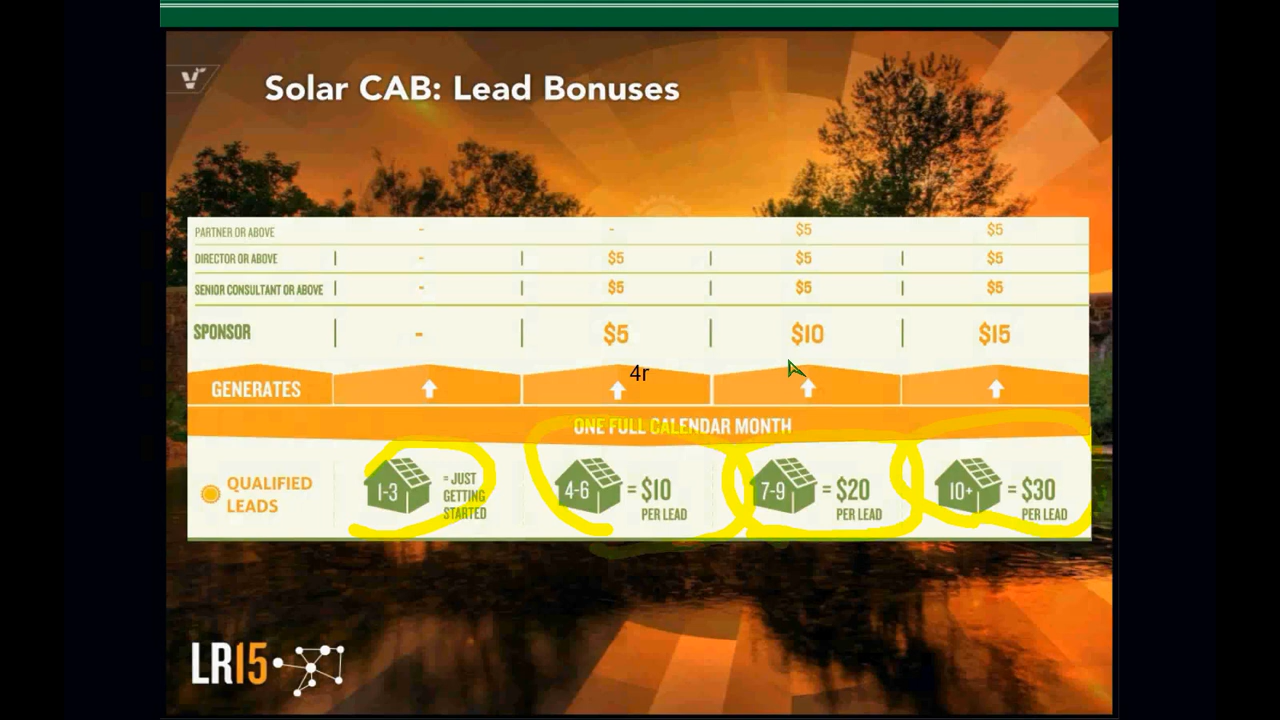 Solar CAB: Lead Bonuses
PARTNER OR ABOVE - - $5 $5
DIRECTOR OR ABOVE - $5 $5 $5
SENIOR CONSULTANT OR ABOVE - $5 $5 $5
SPONSOR - $5 $10 $15
4r
GENERATES
ONE FULL CALENDAR MONTH
QUALIFIED LEADS
1-3 = JUST GETTING STARTED
4-6 = $10 PER LEAD
7-9 = $20 PER LEAD
10+ = $30 PER LEAD
LR15